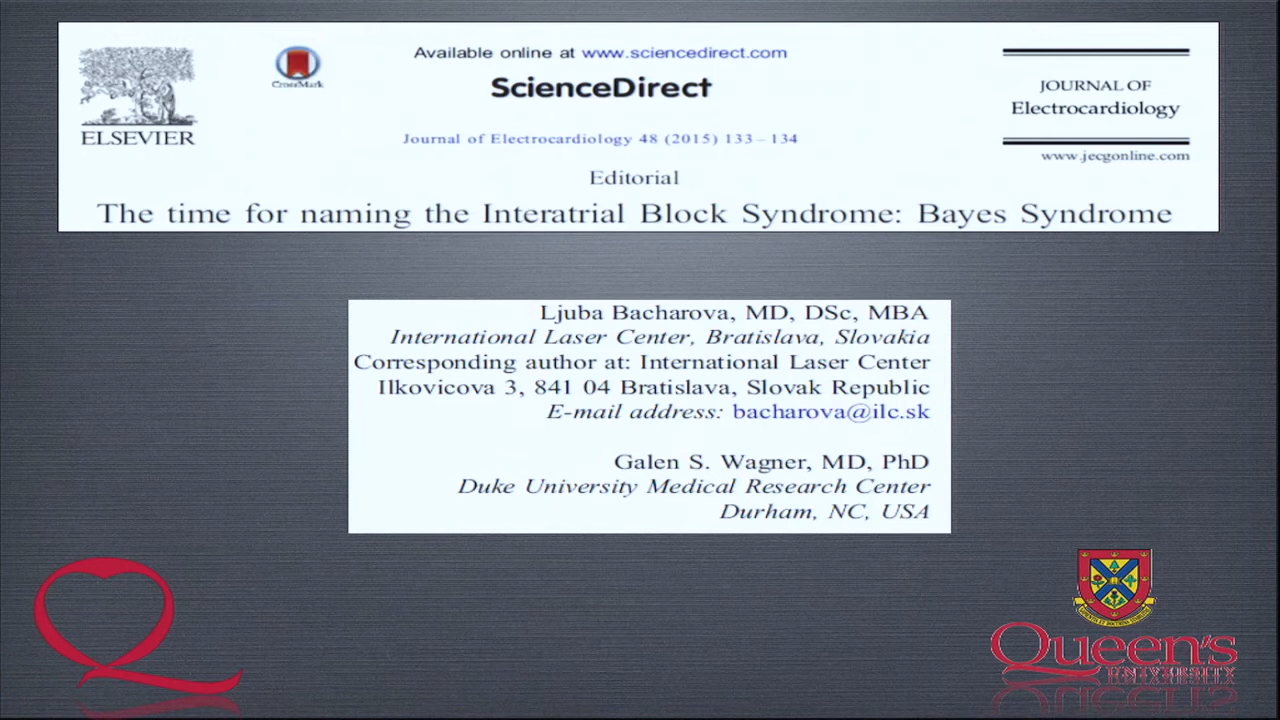 Available online at www.sciencedirect.com
CrossMark
ScienceDirect
ELSEVIER
Journal of Electrocardiology 48 (2015) 133–134
JOURNAL OF
Electrocardiology
www.jecgonline.com
Editorial
The time for naming the Interatrial Block Syndrome: Bayes Syndrome
Ljuba Bacharova, MD, DSc, MBA
International Laser Center, Bratislava, Slovakia
Corresponding author at: International Laser Center
Ilkovicova 3, 841 04 Bratislava, Slovak Republic
E-mail address: bacharova@ilc.sk
Galen S. Wagner, MD, PhD
Duke University Medical Research Center
Durham, NC, USA
Queen's
UNIVERSITY